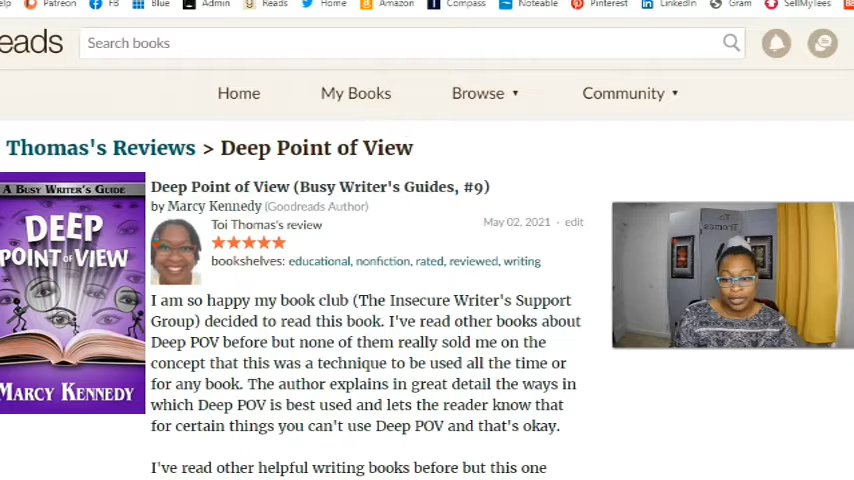 elp Patreon FB Blue Admin Reads Home Amazon Compass Noteable Pinterest LinkedIn Gram SellMyTees
eads Search books
Home My Books Browse Community
Thomas's Reviews > Deep Point of View
A BUSY WRITER'S GUIDE
DEEP
POINT OF VIEW
MARCY KENNEDY
Deep Point of View (Busy Writer's Guides, #9)
by Marcy Kennedy (Goodreads Author)
Toi Thomas's review May 02, 2021 · edit
bookshelves: educational, nonfiction, rated, reviewed, writing
I am so happy my book club (The Insecure Writer's Support
Group) decided to read this book. I've read other books about
Deep POV before but none of them really sold me on the
concept that this was a technique to be used all the time or
for any book. The author explains in great detail the ways in
which Deep POV is best used and lets the reader know that
for certain things you can't use Deep POV and that's okay.
I've read other helpful writing books before but this one